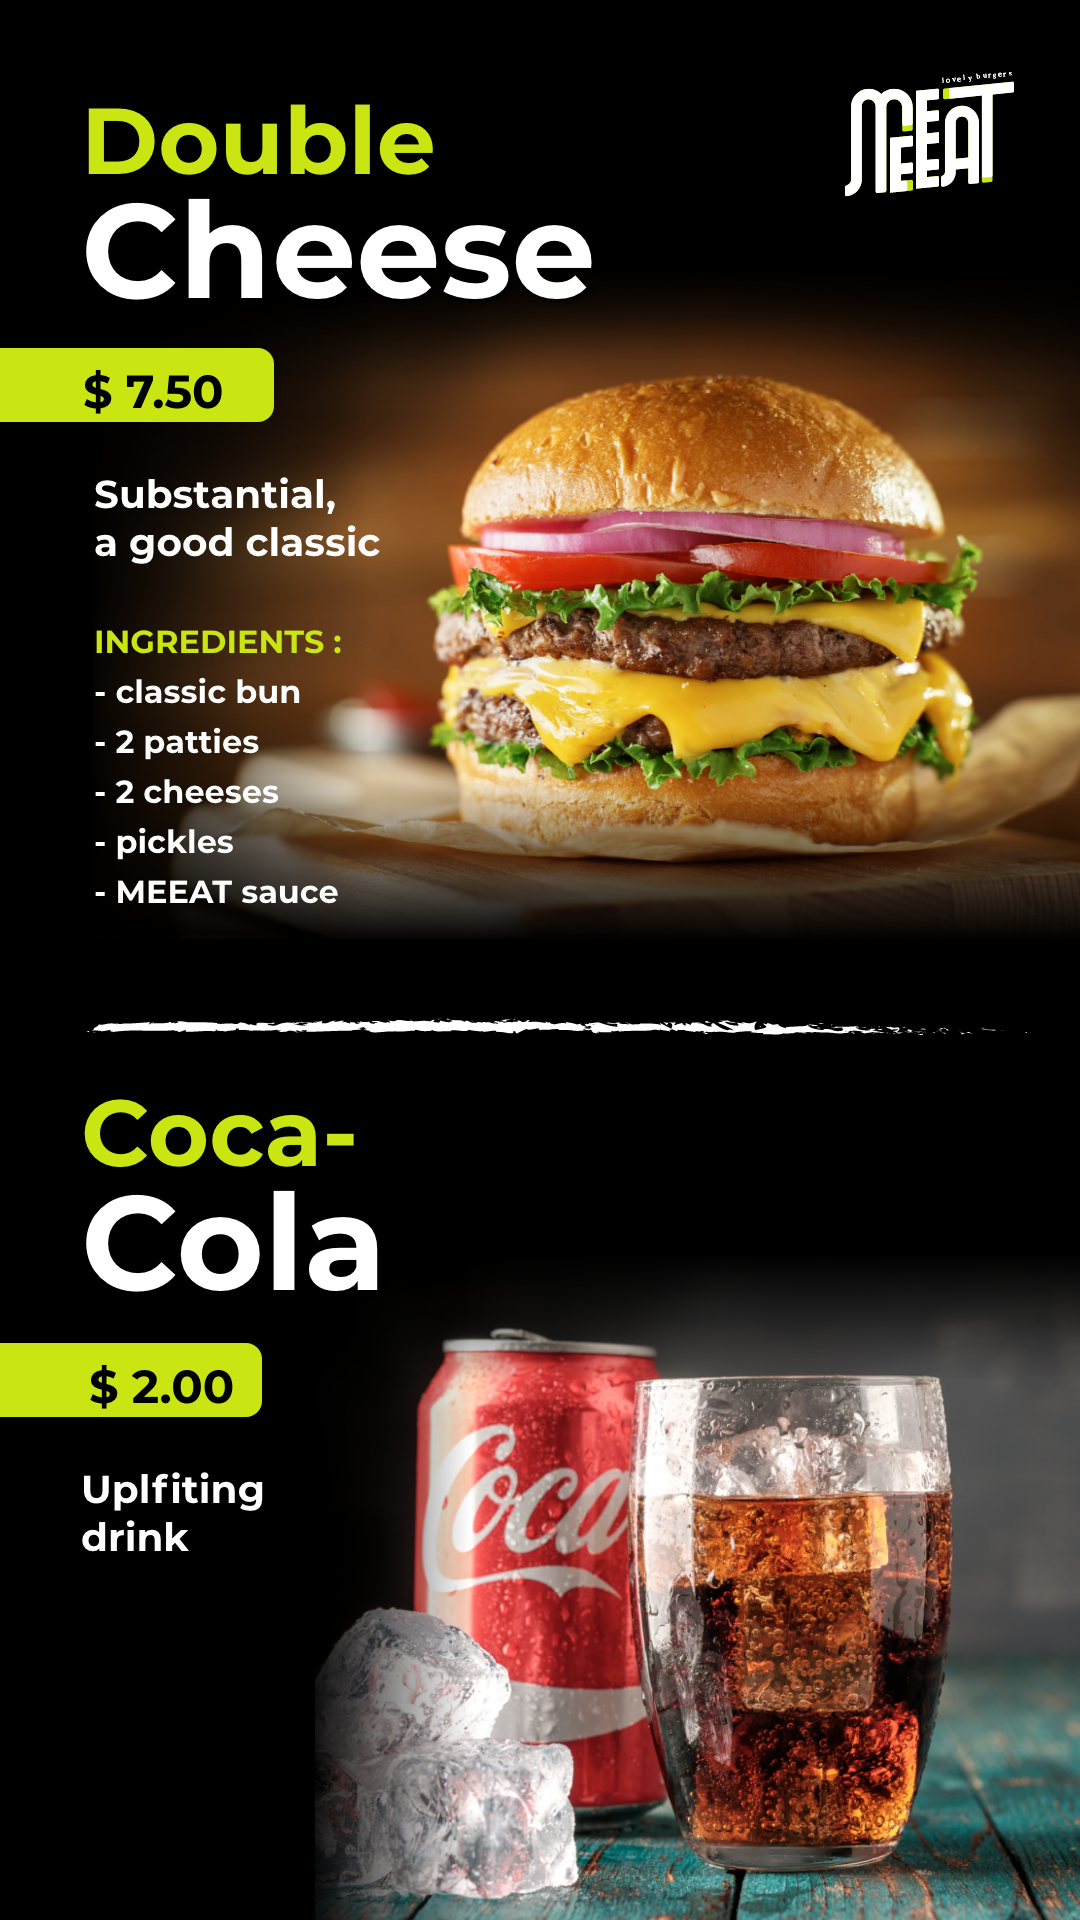 lovely burgers
MEEAT
Double
Cheese
$ 7.50
Substantial,
a good classic
INGREDIENTS :
- classic bun
- 2 patties
- 2 cheeses
- pickles
- MEEAT sauce
Coca-
Cola
$ 2.00
Uplfiting
drink
Coca